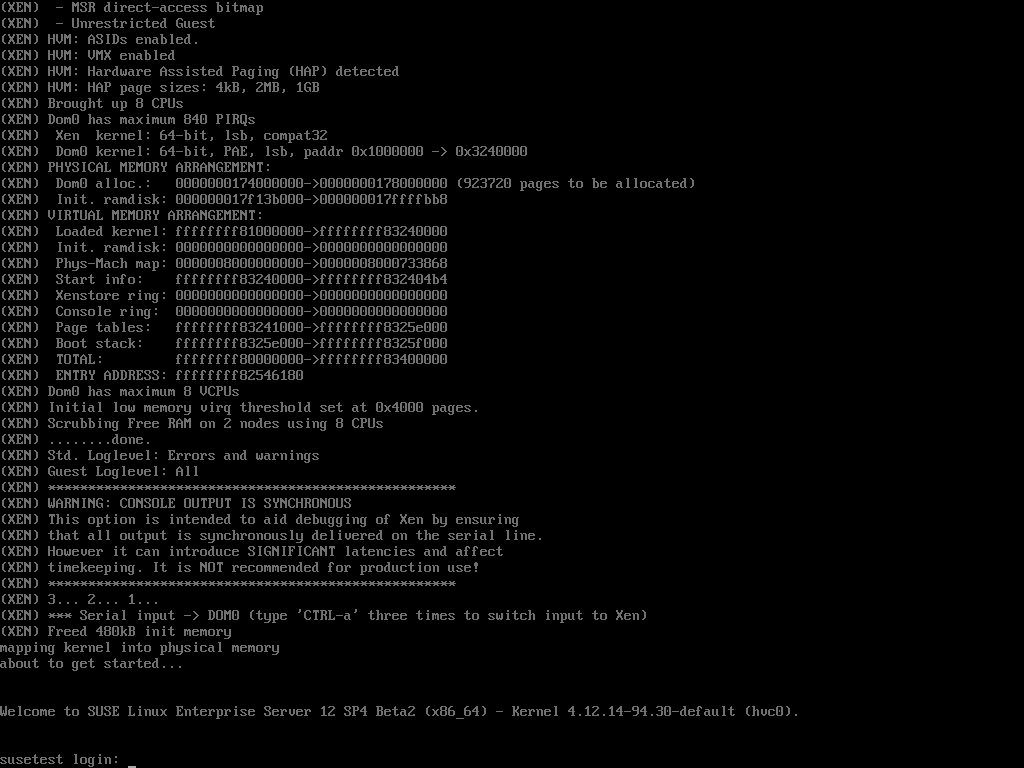 (XEN)  - MSR direct-access bitmap
(XEN)  - Unrestricted Guest
(XEN) HVM: ASIDs enabled.
(XEN) HVM: VMX enabled
(XEN) HVM: Hardware Assisted Paging (HAP) detected
(XEN) HVM: HAP page sizes: 4kB, 2MB, 1GB
(XEN) Brought up 8 CPUs
(XEN) Dom0 has maximum 840 PIRQs
(XEN)  Xen  kernel: 64-bit, lsb, compat32
(XEN)  Dom0 kernel: 64-bit, PAE, lsb, paddr 0x1000000 -> 0x3240000
(XEN) PHYSICAL MEMORY ARRANGEMENT:
(XEN)  Dom0 alloc.:   0000000174000000->0000000178000000 (923720 pages to be allocated)
(XEN)  Init. ramdisk: 000000017f13b000->000000017ffffbb8
(XEN) VIRTUAL MEMORY ARRANGEMENT:
(XEN)  Loaded kernel: ffffffff81000000->ffffffff83240000
(XEN)  Init. ramdisk: 0000000000000000->0000000000000000
(XEN)  Phys-Mach map: 0000008000000000->0000008000733868
(XEN)  Start info:    ffffffff83240000->ffffffff832404b4
(XEN)  Xenstore ring: 0000000000000000->0000000000000000
(XEN)  Console ring:  0000000000000000->0000000000000000
(XEN)  Page tables:   ffffffff83241000->ffffffff8325e000
(XEN)  Boot stack:    ffffffff8325e000->ffffffff8325f000
(XEN)  TOTAL:         ffffffff80000000->ffffffff83400000
(XEN)  ENTRY ADDRESS: ffffffff82546180
(XEN) Dom0 has maximum 8 VCPUs
(XEN) Initial low memory virq threshold set at 0x4000 pages.
(XEN) Scrubbing Free RAM on 2 nodes using 8 CPUs
(XEN) ........done.
(XEN) Std. Loglevel: Errors and warnings
(XEN) Guest Loglevel: All
(XEN) ***************************************************
(XEN) WARNING: CONSOLE OUTPUT IS SYNCHRONOUS
(XEN) This option is intended to aid debugging of Xen by ensuring
(XEN) that all output is synchronously delivered on the serial line.
(XEN) However it can introduce SIGNIFICANT latencies and affect
(XEN) timekeeping. It is NOT recommended for production use!
(XEN) ***************************************************
(XEN) 3... 2... 1...
(XEN) *** Serial input -> DOM0 (type 'CTRL-a' three times to switch input to Xen)
(XEN) Freed 480kB init memory
mapping kernel into physical memory
about to get started...
Welcome to SUSE Linux Enterprise Server 12 SP4 Beta2 (x86_64) - Kernel 4.12.14-94.30-default (hvc0).
susetest login: _